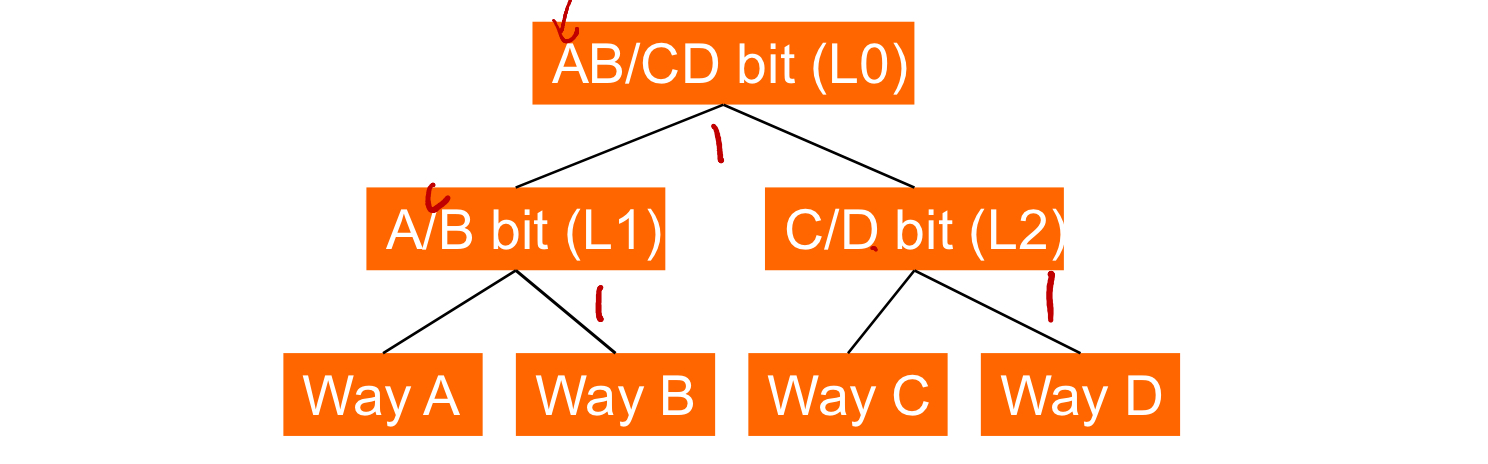 AB/CD bit (L0)
1
A/B bit (L1) C/D bit (L2)
1 1
Way A Way B Way C Way D